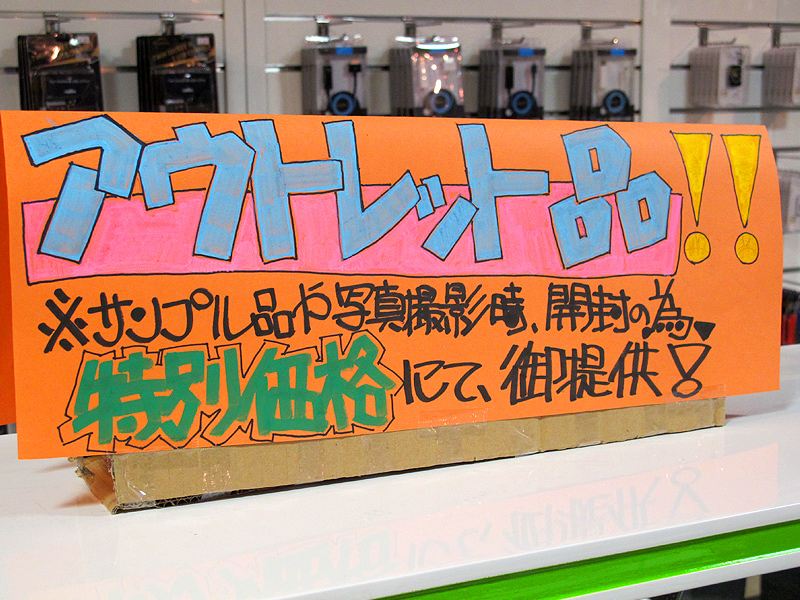 アウトレット品!!
※サンプル品や写真撮影時、開封の為、
特別価格にて、御提供!